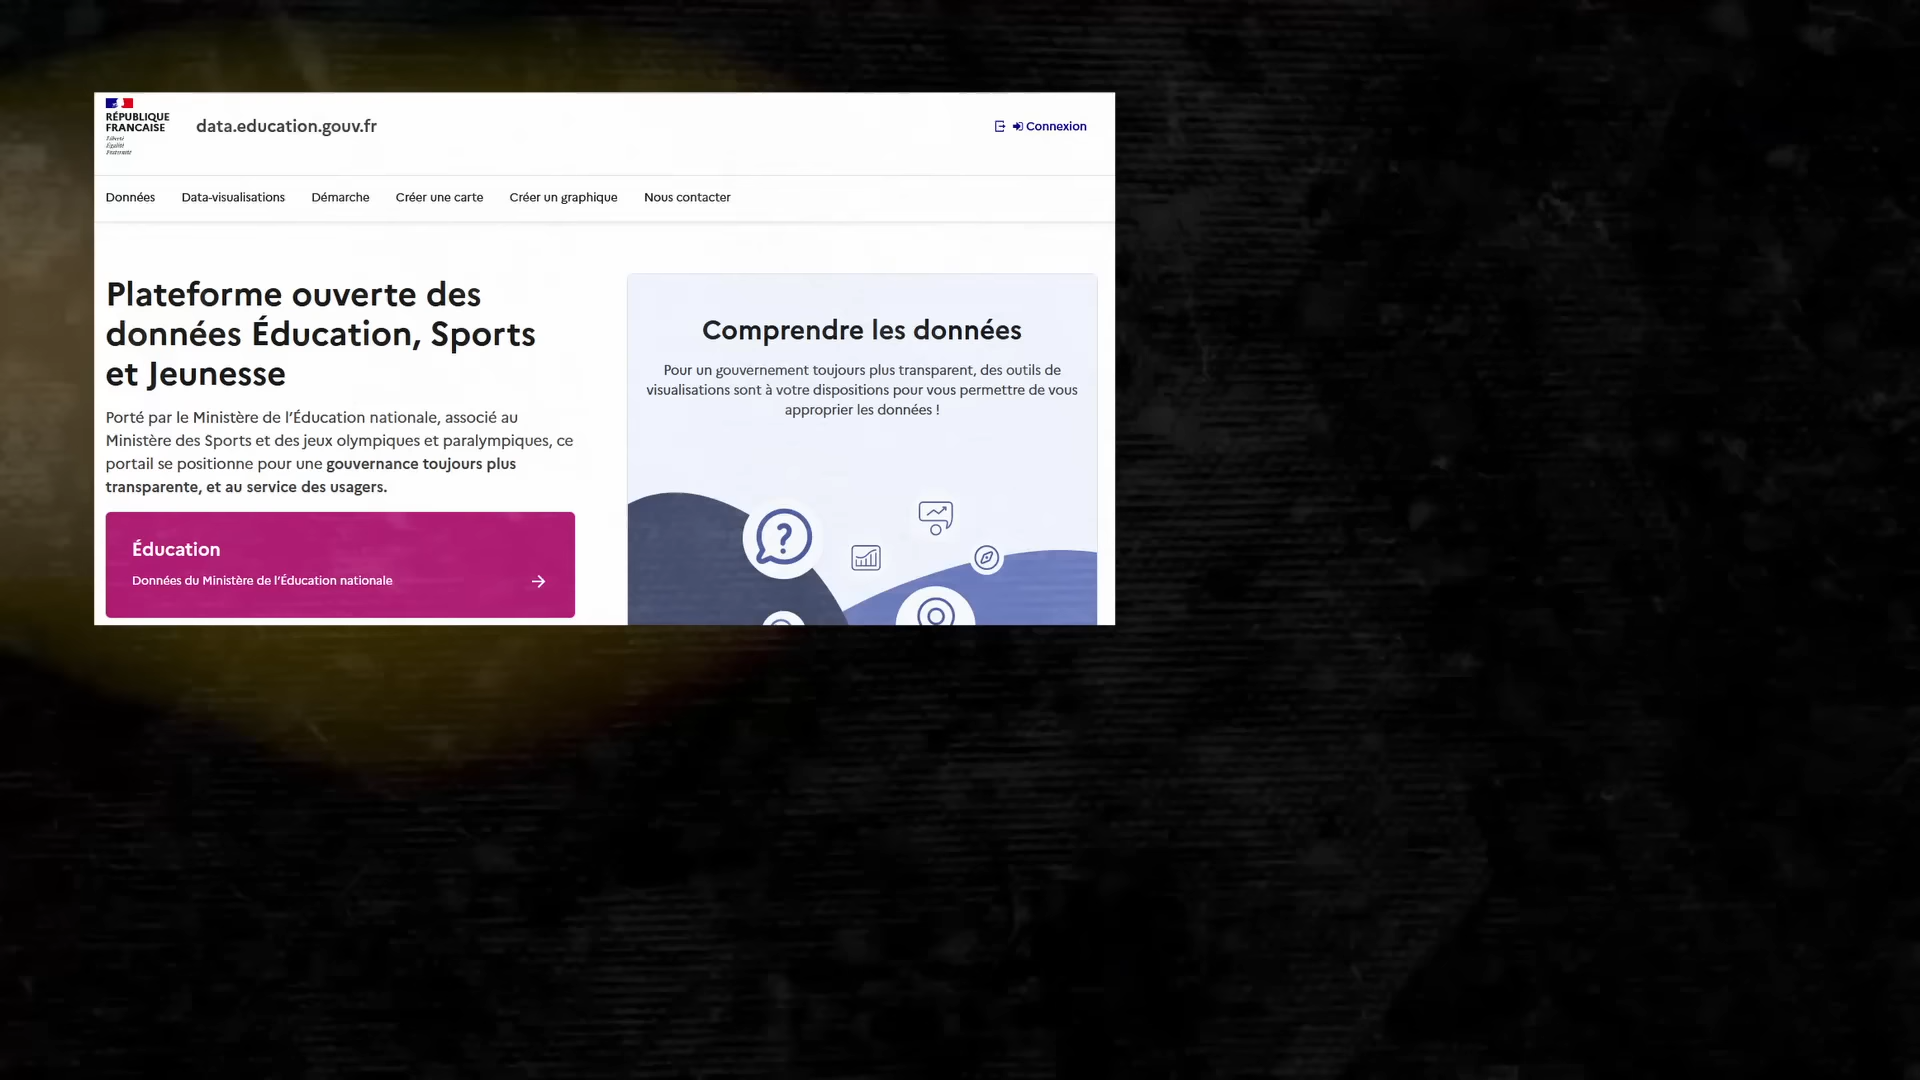 RÉPUBLIQUE
FRANÇAISE
Liberté
Égalité
Fraternité
data.education.gouv.fr
Connexion
Données Data-visualisations Démarche Créer une carte Créer un graphique Nous contacter
Plateforme ouverte des
données Éducation, Sports
et Jeunesse
Porté par le Ministère de l'Éducation nationale, associé au
Ministère des Sports et des jeux olympiques et paralympiques, ce
portail se positionne pour une gouvernance toujours plus
transparente, et au service des usagers.
Éducation
Données du Ministère de l'Éducation nationale
Comprendre les données
Pour un gouvernement toujours plus transparent, des outils de
visualisations sont à votre dispositions pour vous permettre de vous
approprier les données !